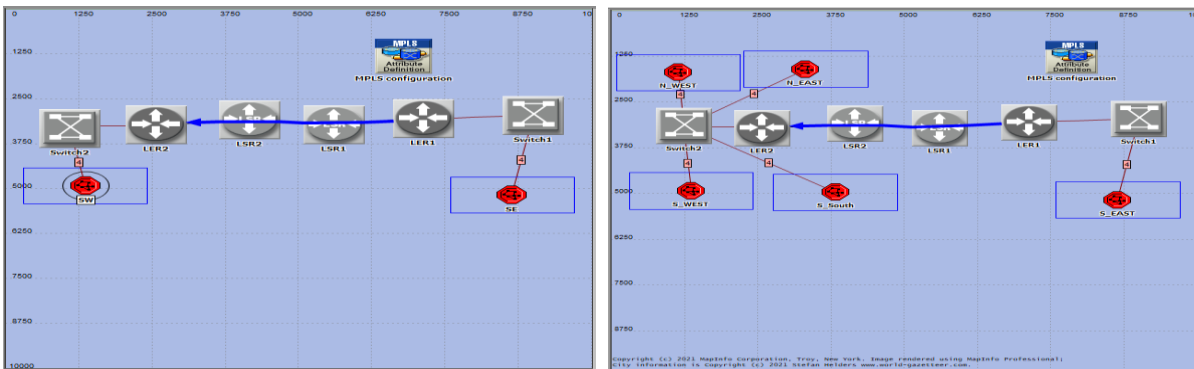 0 1250 2500 3750 5000 6250 7500 8750 10
1250
2500
3750
5000
6250
7500
8750
10000
MPLS
Attribute
Definition
MPLS configuration
Switch2
LER2
LSR2
LSR1
LER1
Switch1
4
SW
4
SE
0 1250 2500 3750 5000 6250 7500 8750 10
1250
2500
3750
5000
6250
7500
8750
MPLS
Attribute
Definition
MPLS configuration
N_WEST
N_EAST
4
4
Switch2
LER2
LSR2
LSR1
LER1
Switch1
4
4
4
S_WEST
S_South
S_EAST
Copyright (c) 2021 MapInfo Corporation, Troy, New York. Image rendered using MapInfo Professional;
City information is Copyright (c) 2021 Stefan Helders www.world-gazetteer.com.